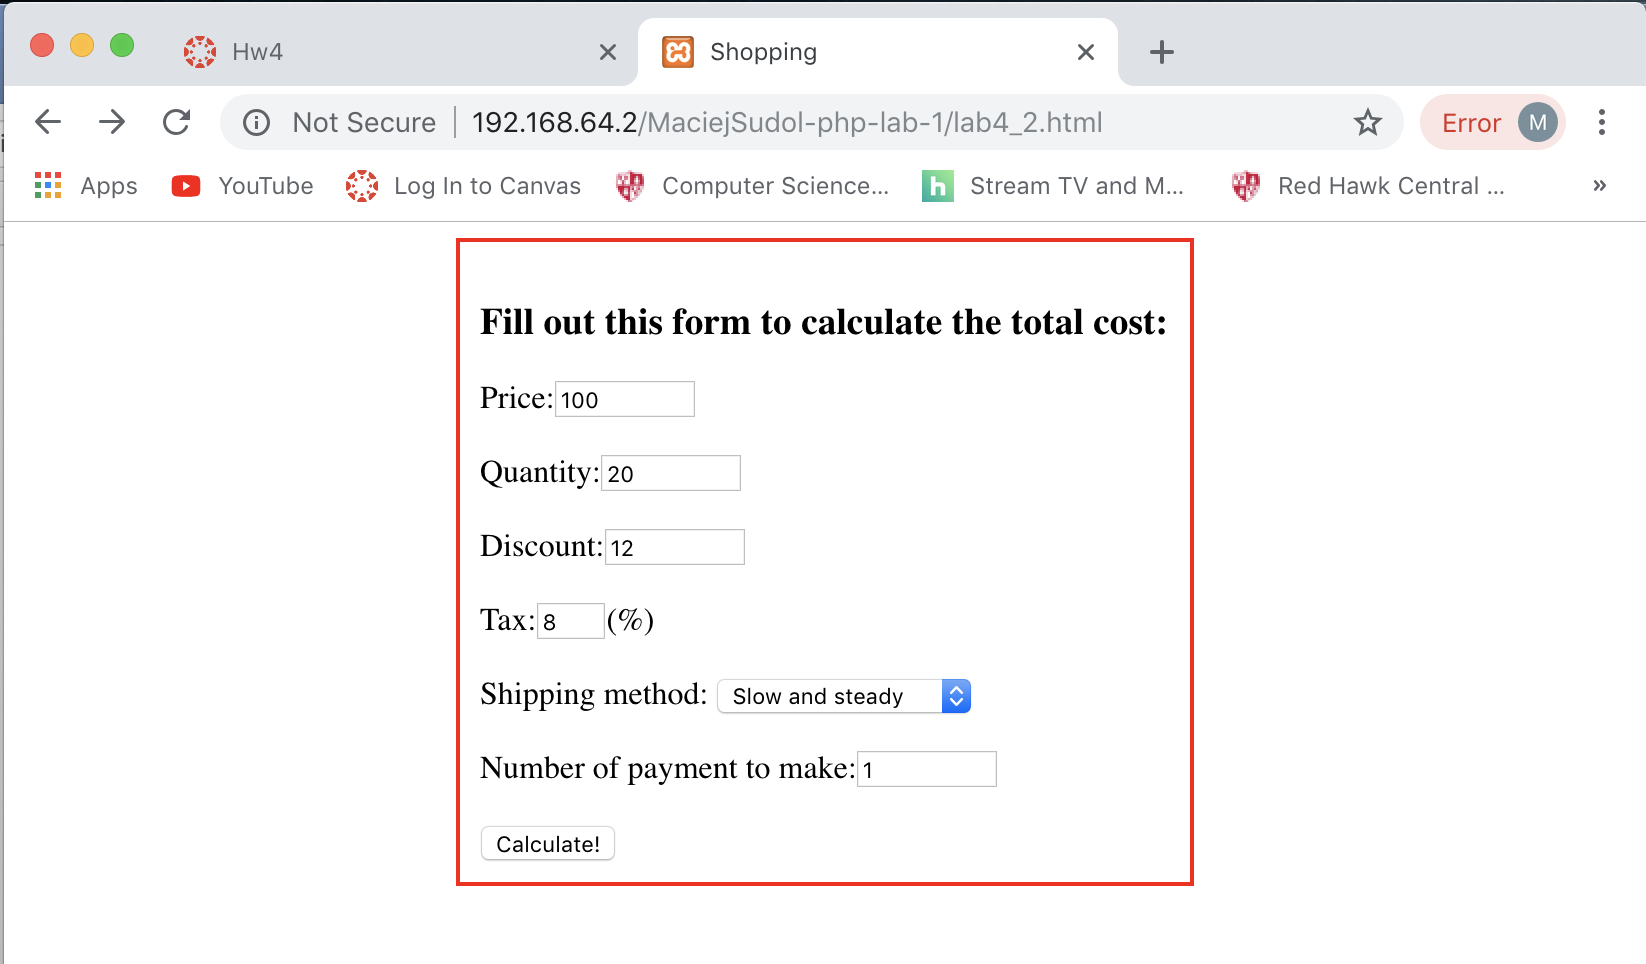 Hw4
Shopping
Not Secure 192.168.64.2/MaciejSudol-php-lab-1/lab4_2.html
Error M
Apps YouTube Log In to Canvas Computer Science... h Stream TV and M... Red Hawk Central ... »
Fill out this form to calculate the total cost:
Price: 100
Quantity: 20
Discount: 12
Tax: 8 (%)
Shipping method: Slow and steady
Number of payment to make: 1
Calculate!